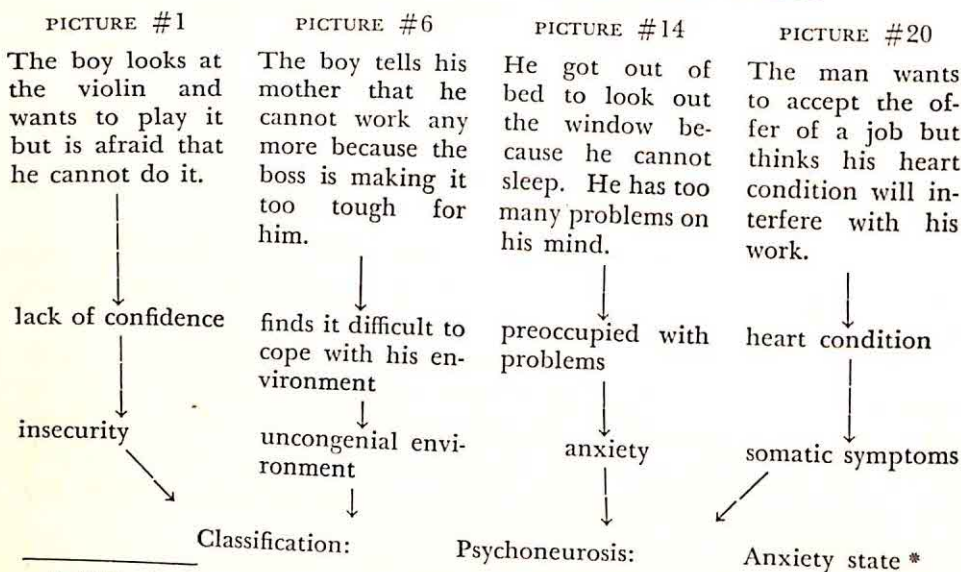 PICTURE #1
The boy looks at
the violin and
wants to play it
but is afraid that
he cannot do it.
lack of confidence
insecurity
PICTURE #6
The boy tells his
mother that he
cannot work any
more because the
boss is making it
too tough for
him.
finds it difficult to
cope with his en-
vironment
uncongenial envi-
ronment
PICTURE #14
He got out of
bed to look out
the window be-
cause he cannot
sleep. He has too
many problems on
his mind.
preoccupied with
problems
anxiety
PICTURE #20
The man wants
to accept the of-
fer of a job but
thinks his heart
condition will in-
terfere with his
work.
heart condition
somatic symptoms
Classification: Psychoneurosis: Anxiety state *